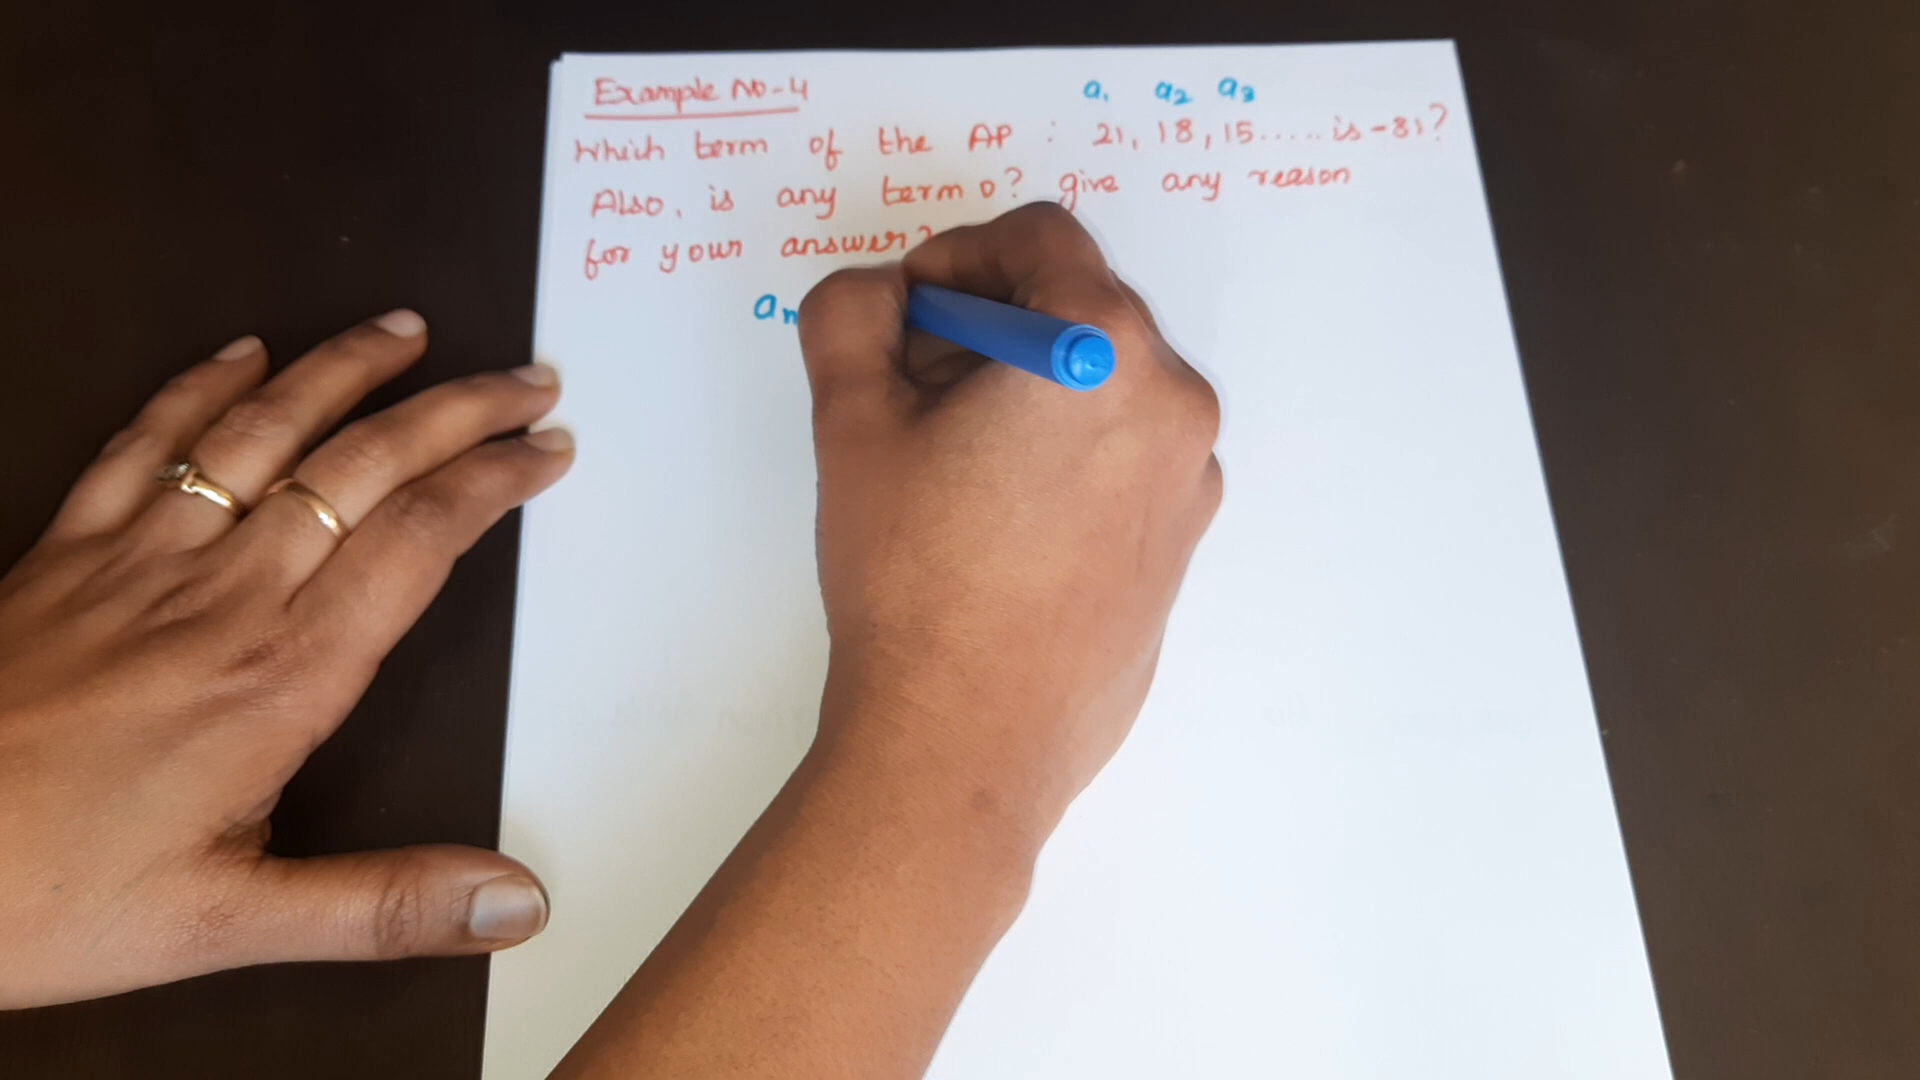 Example No-4
a1 a2 a3
Which term of the AP : 21, 18, 15..... is -81?
Also, is any term 0? give any reason
for your answer?
an